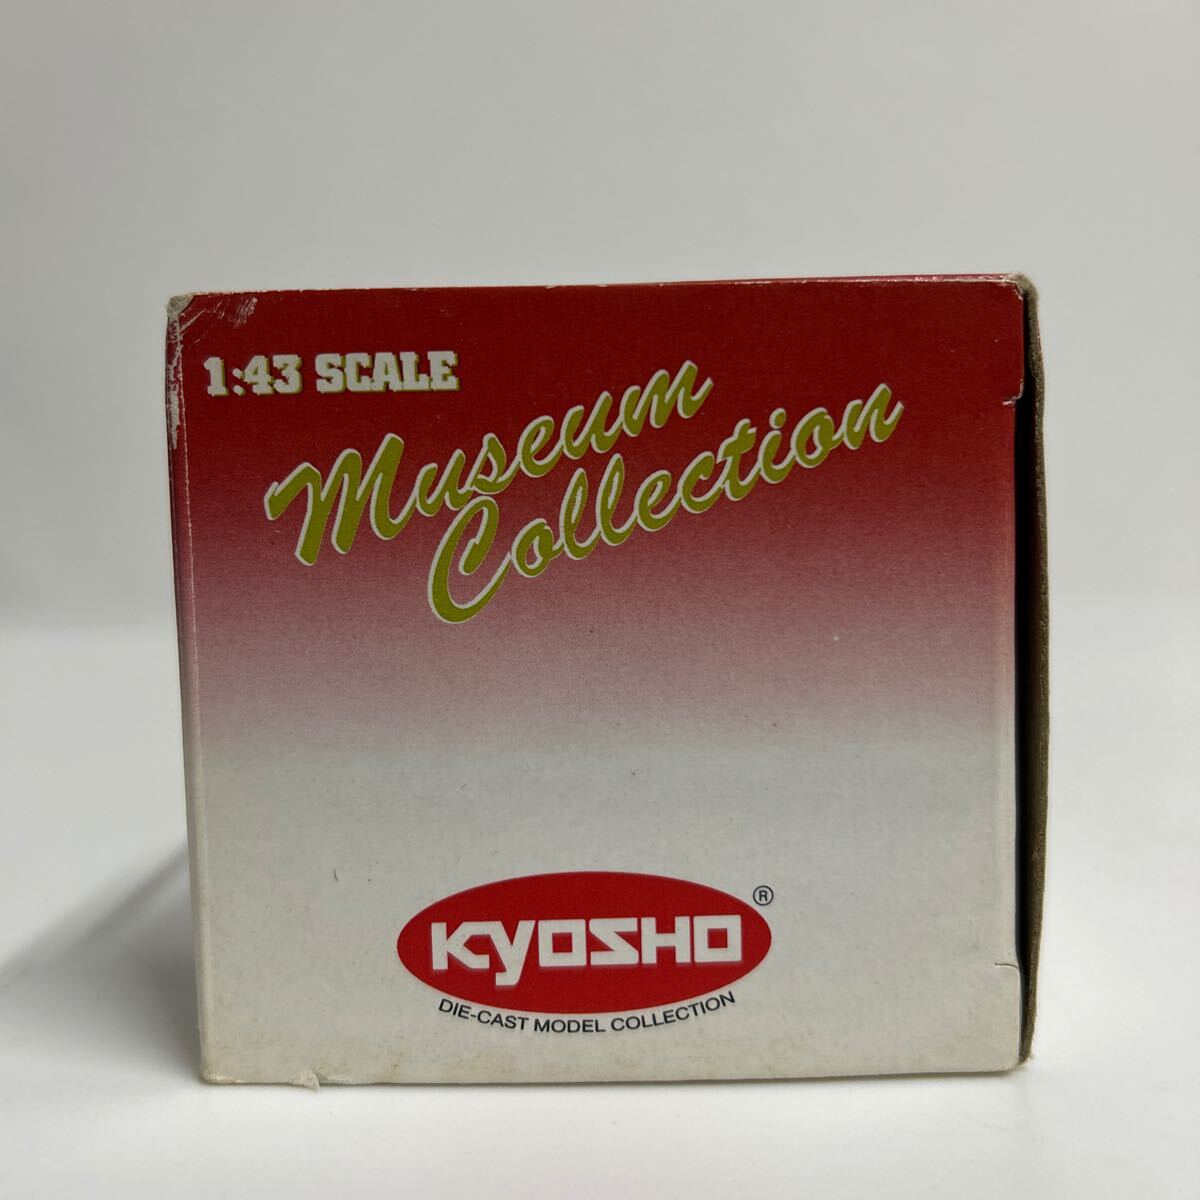 1:43 SCALE
Museum
Collection
KYOSHO ®
DIE-CAST MODEL COLLECTION